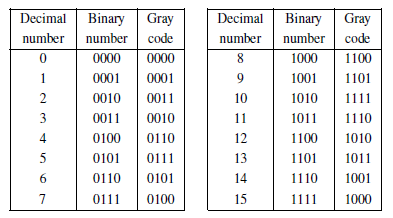 Decimal number Binary number Gray code
0 0000 0000
1 0001 0001
2 0010 0011
3 0011 0010
4 0100 0110
5 0101 0111
6 0110 0101
7 0111 0100
Decimal number Binary number Gray code
8 1000 1100
9 1001 1101
10 1010 1111
11 1011 1110
12 1100 1010
13 1101 1011
14 1110 1001
15 1111 1000